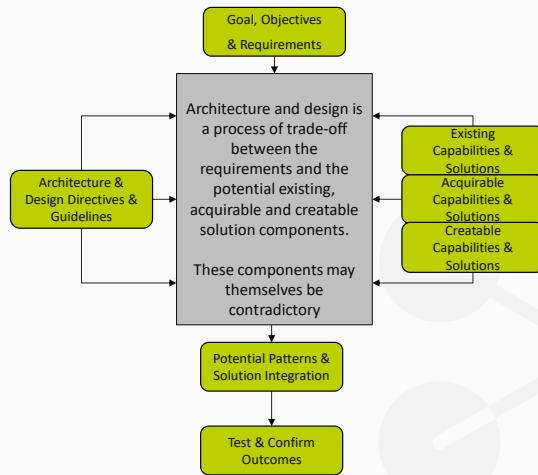 Goal, Objectives
& Requirements
Architecture and design is
a process of trade-off
between the
requirements and the
potential existing,
acquirable and creatable
solution components.
These components may
themselves be
contradictory
Architecture &
Design Directives &
Guidelines
Existing
Capabilities &
Solutions
Acquirable
Capabilities &
Solutions
Creatable
Capabilities &
Solutions
Potential Patterns &
Solution Integration
Test & Confirm
Outcomes